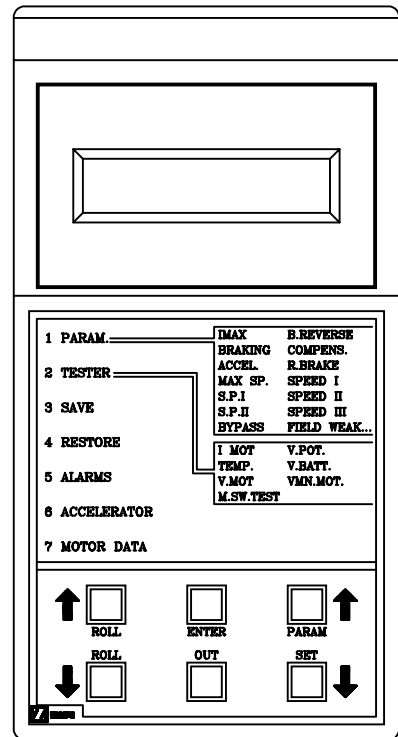 1 PARAM.
2 TESTER
3 SAVE
4 RESTORE
5 ALARMS
6 ACCELERATOR
7 MOTOR DATA
IMAX B.REVERSE
BRAKING COMPENS.
ACCEL. R.BRAKE
MAX SP. SPEED I
S.P.I SPEED II
S.P.II SPEED III
BYPASS FIELD WEAK...
I MOT V.POT.
TEMP. V.BATT.
V.MOT VMN.MOT.
M.SW.TEST
ROLL ENTER PARAM
ROLL OUT SET